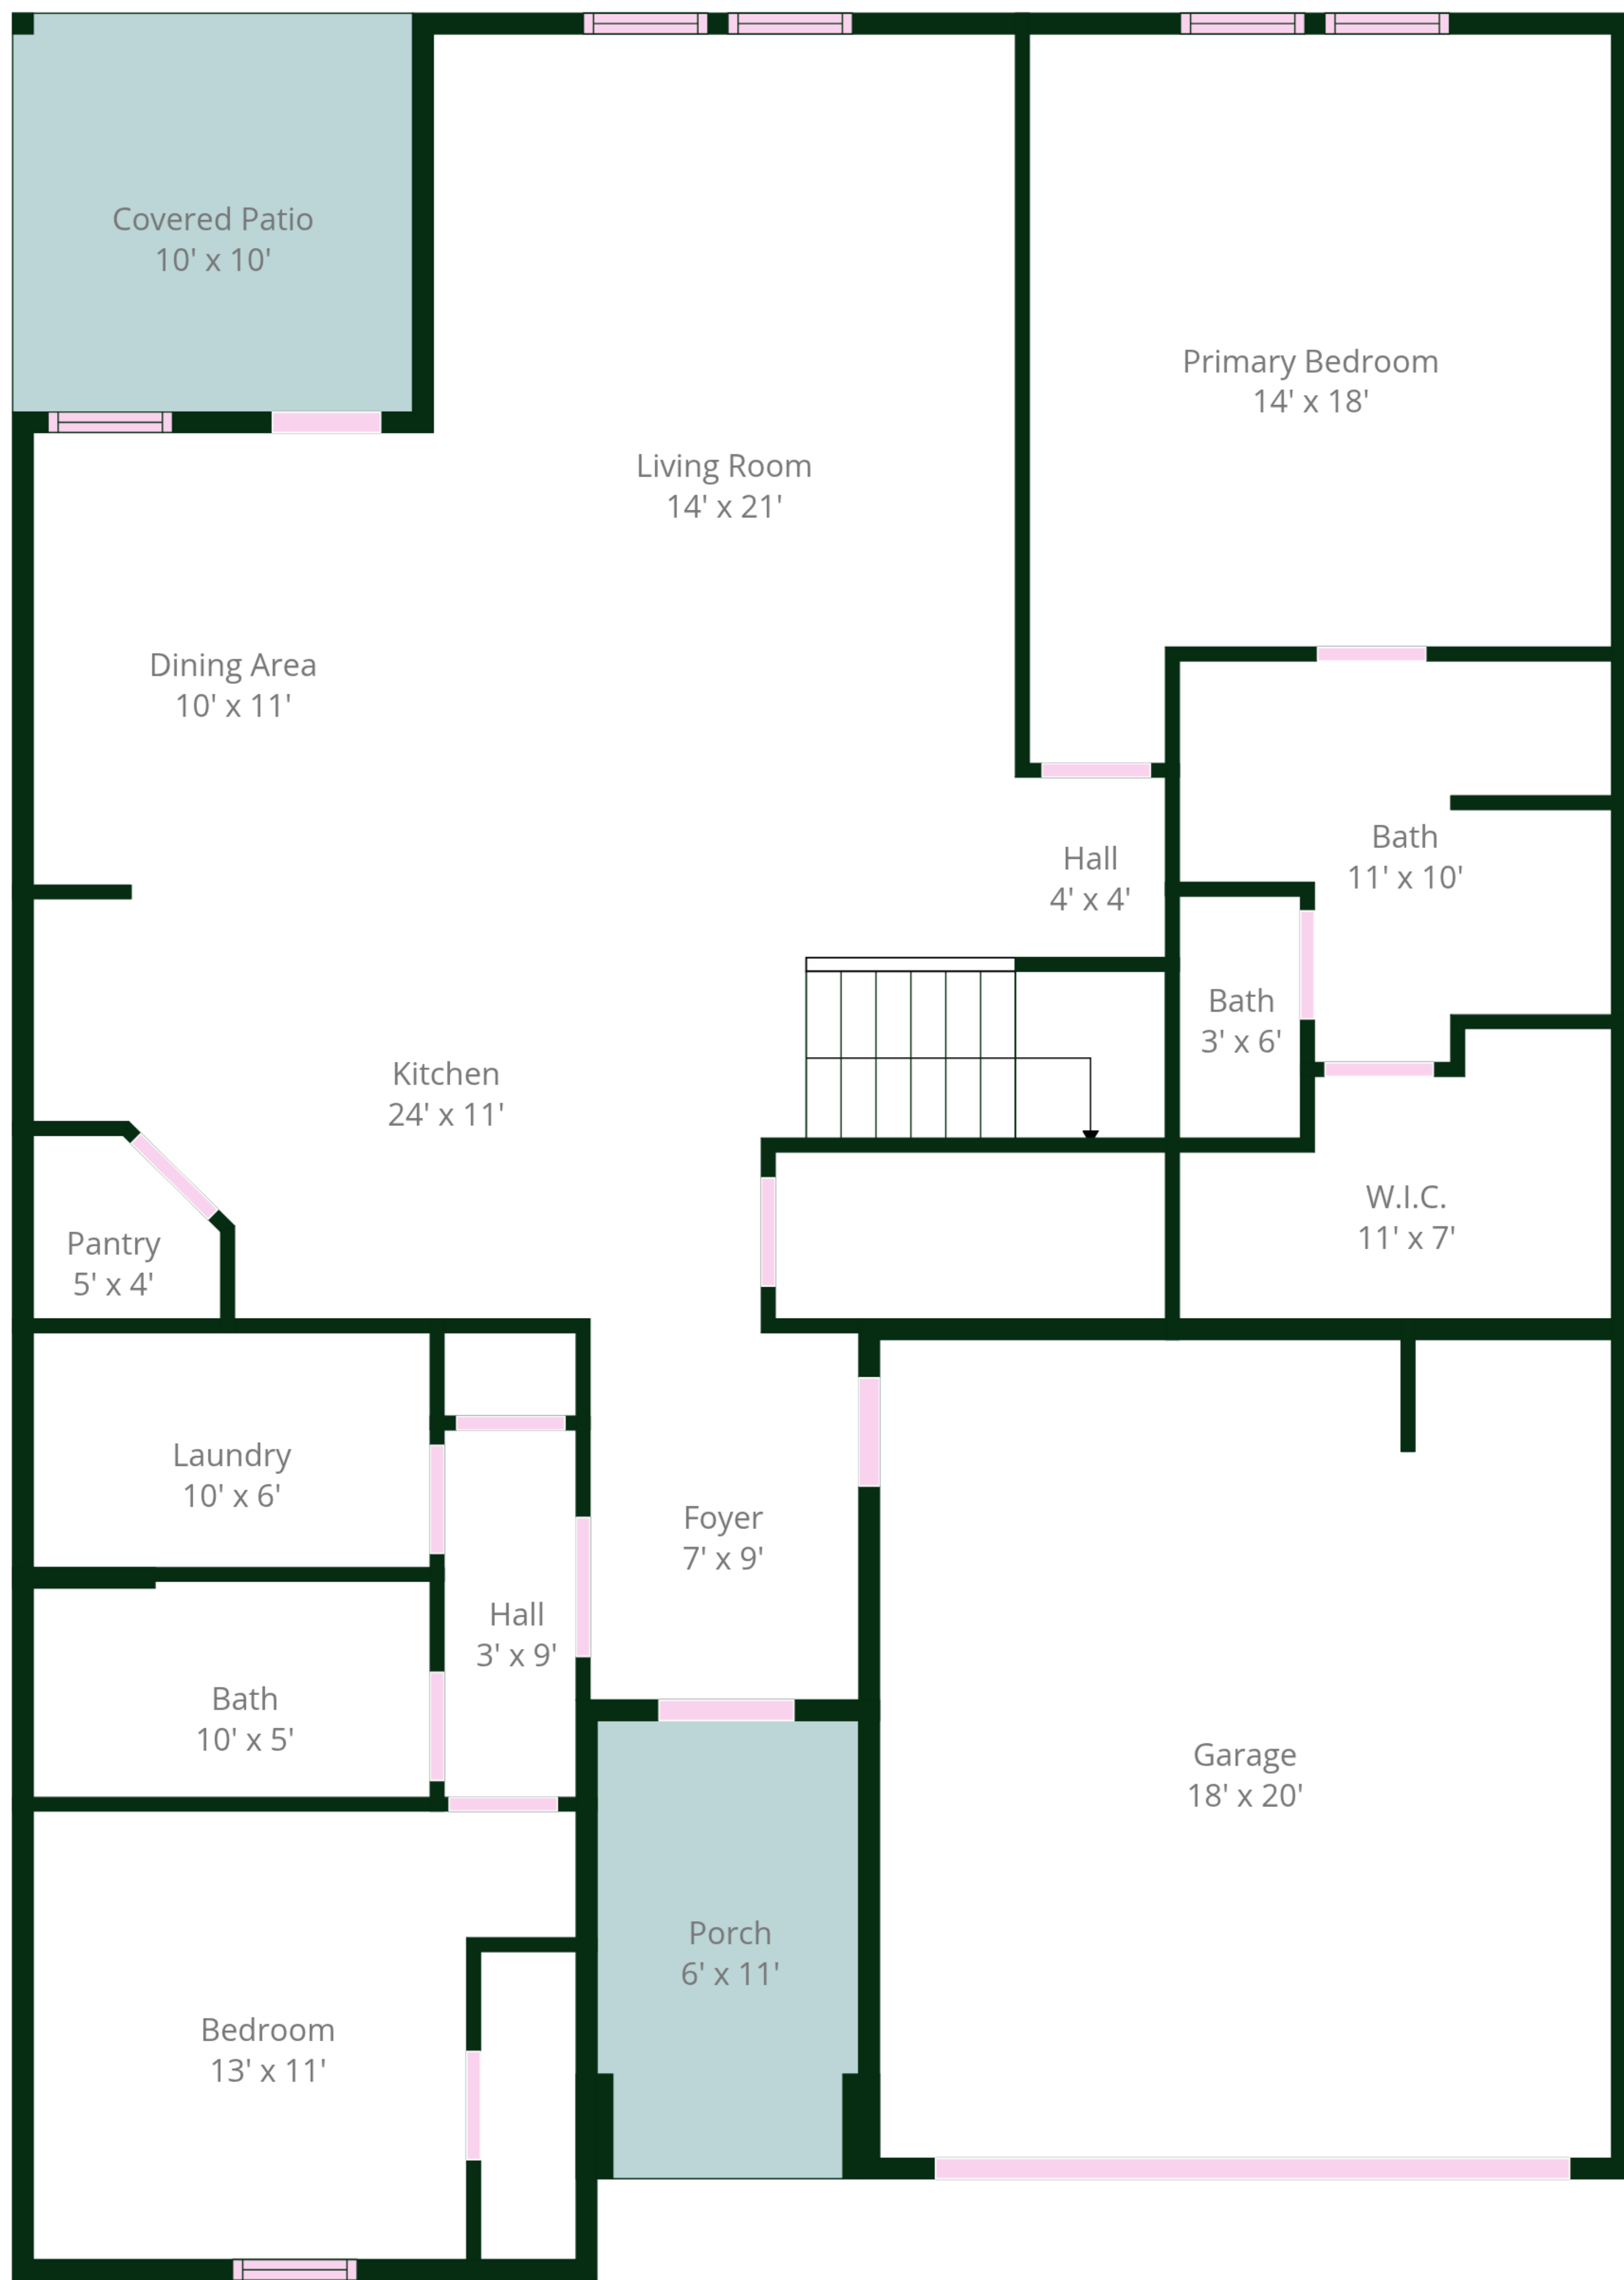 Covered Patio
10' x 10'
Primary Bedroom
14' x 18'
Living Room
14' x 21'
Dining Area
10' x 11'
Bath
11' x 10'
Hall
4' x 4'
Bath
3' x 6'
Kitchen
24' x 11'
W.I.C.
11' x 7'
Pantry
5' x 4'
Laundry
10' x 6'
Foyer
7' x 9'
Hall
3' x 9'
Bath
10' x 5'
Garage
18' x 20'
Porch
6' x 11'
Bedroom
13' x 11'